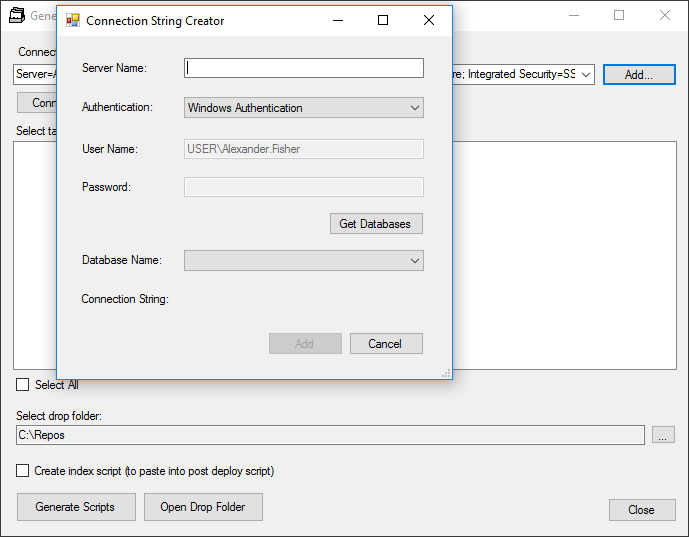 Gene
Connection String Creator
Connect
Server Name:
Server=A
re; Integrated Security=SS
Add...
Authentication:
Windows Authentication
Conn
Select ta
User Name:
USER\Alexander.Fisher
Password:
Get Databases
Database Name:
Connection String:
Add
Cancel
Select All
Select drop folder:
C:\Repos
...
Create index script (to paste into post deploy script)
Generate Scripts
Open Drop Folder
Close